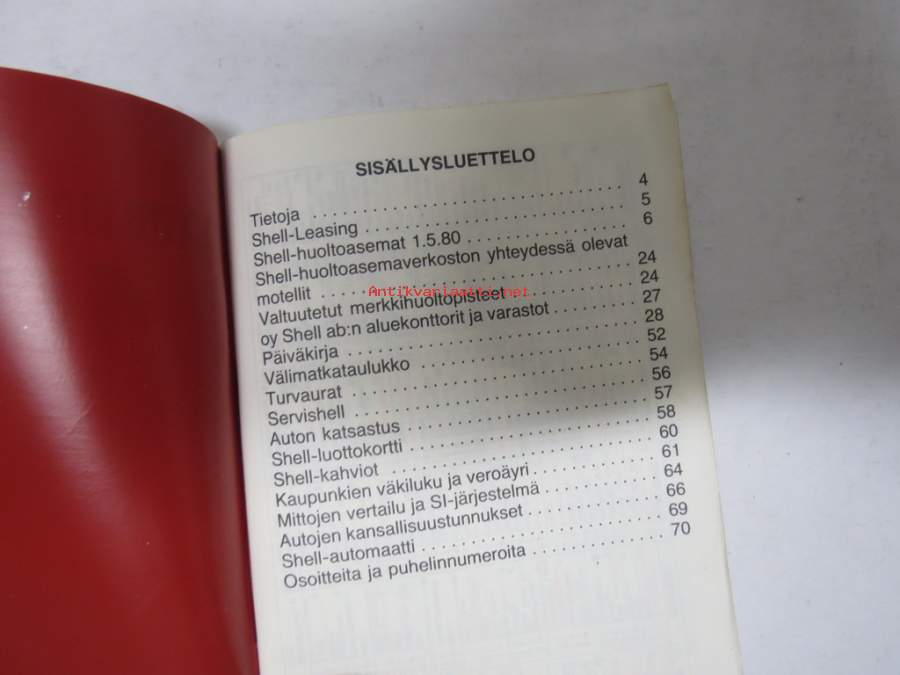 SISÄLLYSLUETTELO
Tietoja . . . . . . . . . . . . . . . . . . . . . . . . . . . . . . . 4
Shell-Leasing . . . . . . . . . . . . . . . . . . . . . . . . . . 5
Shell-huoltoasemat 1.5.80 . . . . . . . . . . . . . . . . 6
Shell-huoltoasemaverkoston yhteydessä olevat
motellit . . . . . . . . . . . . . . . . . . . . . . . . . . . . . . 24
Valtuutetut merkkihuoltopisteet . . . . . . . . . . . . 24
oy Shell ab:n aluekonttorit ja varastot . . . . . . . . 27
Päiväkirja . . . . . . . . . . . . . . . . . . . . . . . . . . . . 28
Välimatkataulukko . . . . . . . . . . . . . . . . . . . . . . 52
Turvaurat . . . . . . . . . . . . . . . . . . . . . . . . . . . . 54
Servishell . . . . . . . . . . . . . . . . . . . . . . . . . . . . 56
Auton katsastus . . . . . . . . . . . . . . . . . . . . . . . 57
Shell-luottokortti . . . . . . . . . . . . . . . . . . . . . . . 58
Shell-kahviot . . . . . . . . . . . . . . . . . . . . . . . . . . 60
Kaupunkien väkiluku ja veroäyri . . . . . . . . . . . . 61
Mittojen vertailu ja SI-järjestelmä . . . . . . . . . . . 64
Autojen kansallisuustunnukset . . . . . . . . . . . . . 66
Shell-automaatti . . . . . . . . . . . . . . . . . . . . . . . 69
Osoitteita ja puhelinnumeroita . . . . . . . . . . . . . 70
Antikvariaatti.net